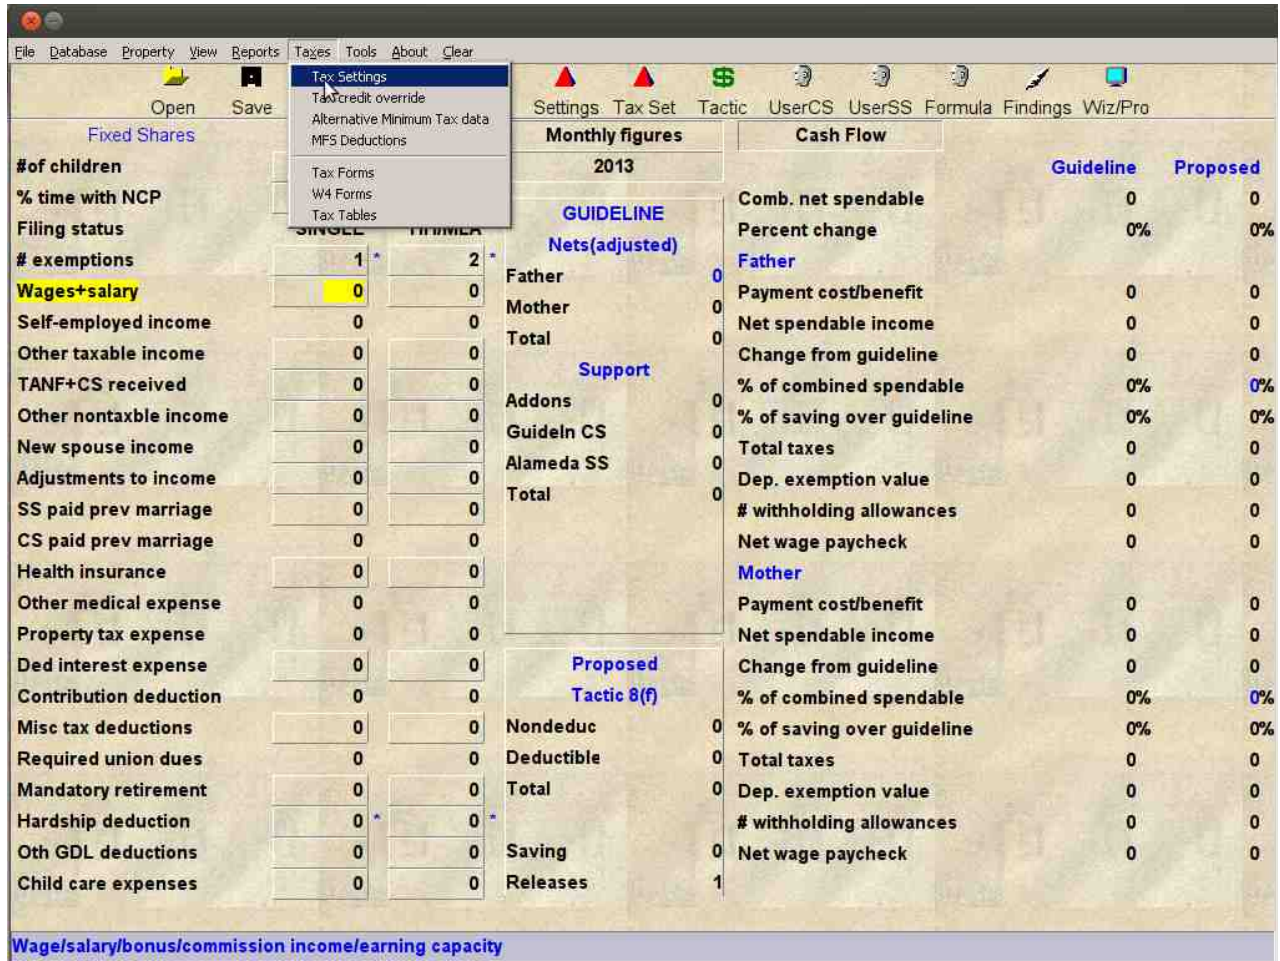 File Database Property View Reports Taxes Tools About Clear
Tax Settings
Tax credit override
Alternative Minimum Tax data
MFS Deductions
Tax Forms
W4 Forms
Tax Tables
Open Save Settings Tax Set Tactic UserCS UserSS Formula Findings Wiz/Pro
Fixed Shares Monthly figures Cash Flow
#of children 2013 Guideline Proposed
% time with NCP Comb. net spendable 0 0
Filing status GUIDELINE Percent change 0% 0%
Nets(adjusted)
# exemptions 1 * 2 * Father 0 Father
Wages+salary 0 0 Mother 0 Payment cost/benefit 0 0
Self-employed income 0 0 Total 0 Net spendable income 0 0
Other taxable income 0 0 Support Change from guideline 0 0
TANF+CS received 0 0 Addons 0 % of combined spendable 0% 0%
Other nontaxble income 0 0 Guideln CS 0 % of saving over guideline 0% 0%
New spouse income 0 0 Alameda SS 0 Total taxes 0 0
Adjustments to income 0 0 Total 0 Dep. exemption value 0 0
SS paid prev marriage 0 0 # withholding allowances 0 0
CS paid prev marriage 0 0 Net wage paycheck 0 0
Health insurance 0 0 Mother
Other medical expense 0 0 Payment cost/benefit 0 0
Property tax expense 0 0 Net spendable income 0 0
Ded interest expense 0 0 Proposed Change from guideline 0 0
Contribution deduction 0 0 Tactic 8(f) % of combined spendable 0% 0%
Misc tax deductions 0 0 Nondeduc 0 % of saving over guideline 0% 0%
Required union dues 0 0 Deductible 0 Total taxes 0 0
Mandatory retirement 0 0 Total 0 Dep. exemption value 0 0
Hardship deduction 0 * 0 * # withholding allowances 0 0
Oth GDL deductions 0 0 Saving 0 Net wage paycheck 0 0
Child care expenses 0 0 Releases 1
Wage/salary/bonus/commission income/earning capacity